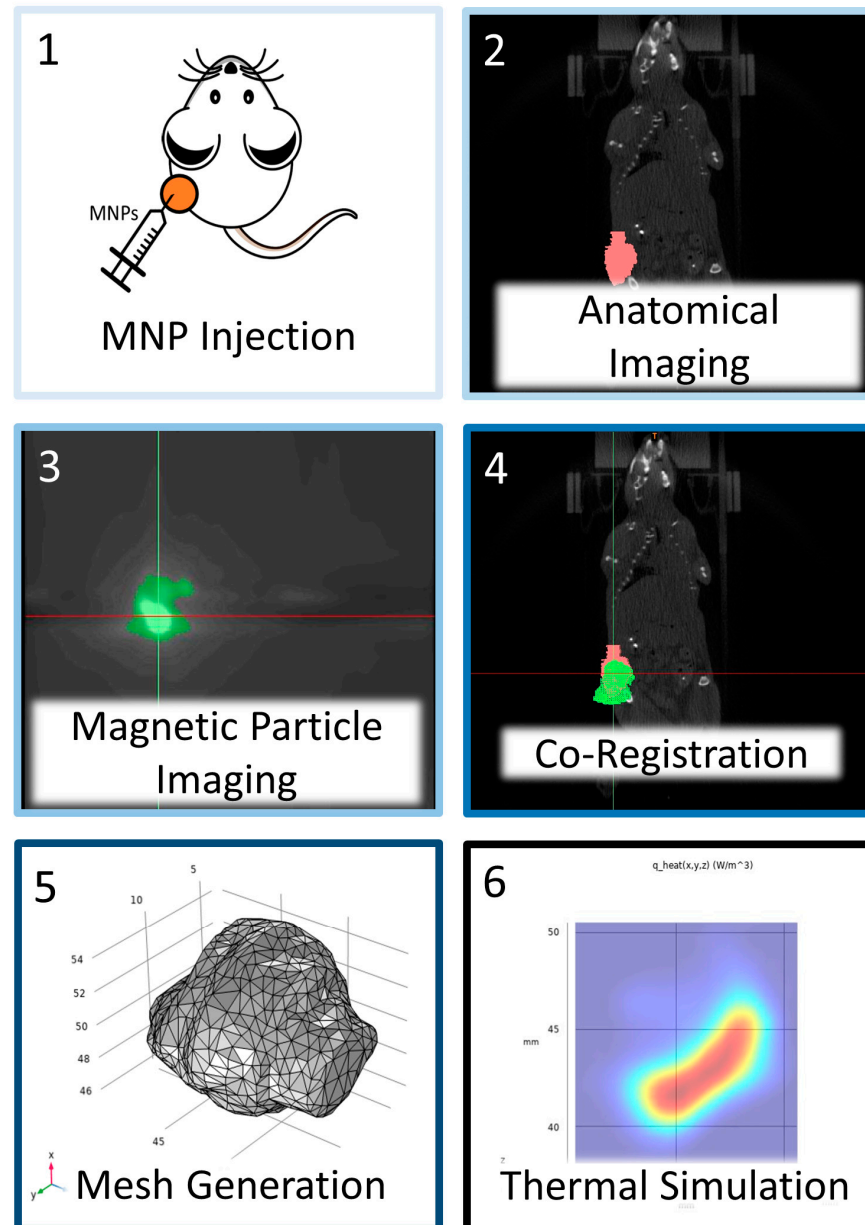 1
MNPs
MNP Injection
2
Anatomical
Imaging
3
Magnetic Particle
Imaging
4
T
Co-Registration
5
5
10
54
52
50
48
46
45
x
y
Mesh Generation
6
q_heat(x,y,z) (W/m^3)
50
45
mm
40
z
Thermal Simulation